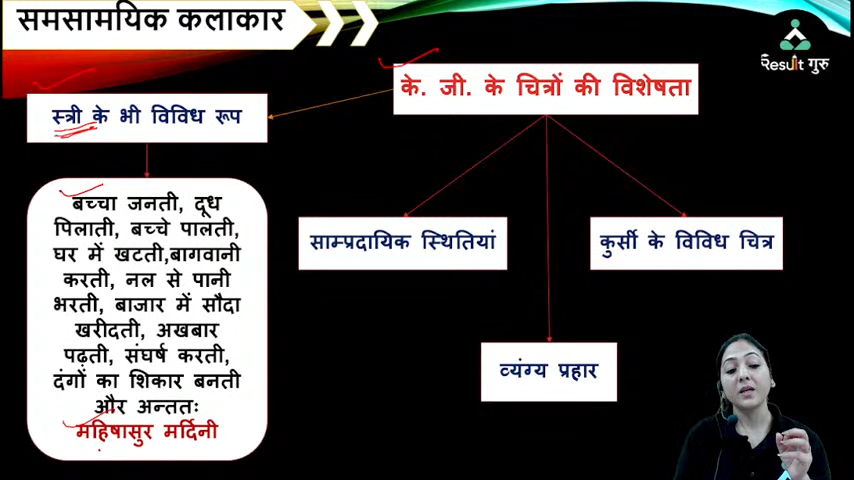 समसामयिक कलाकार
Result गुरु
के. जी. के चित्रों की विशेषता
स्त्री के भी विविध रूप
बच्चा जनती, दूध
पिलाती, बच्चे पालती,
घर में खटती,बागवानी
करती, नल से पानी
भरती, बाजार में सौदा
खरीदती, अखबार
पढ़ती, संघर्ष करती,
दंगों का शिकार बनती
और अन्ततः
महिषासुर मर्दिनी
साम्प्रदायिक स्थितियां
कुर्सी के विविध चित्र
व्यंग्य प्रहार